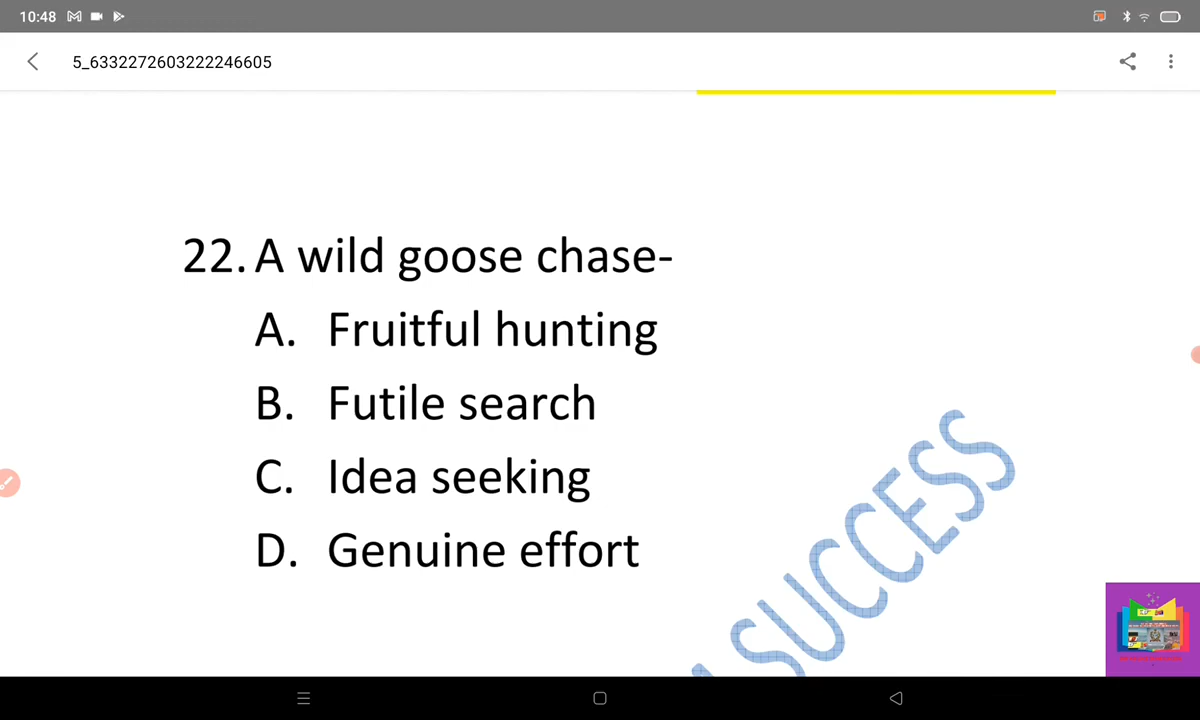 10:48
5_6332272603222246605
22. A wild goose chase-
A. Fruitful hunting
B. Futile search
C. Idea seeking
D. Genuine effort
SUCCESS